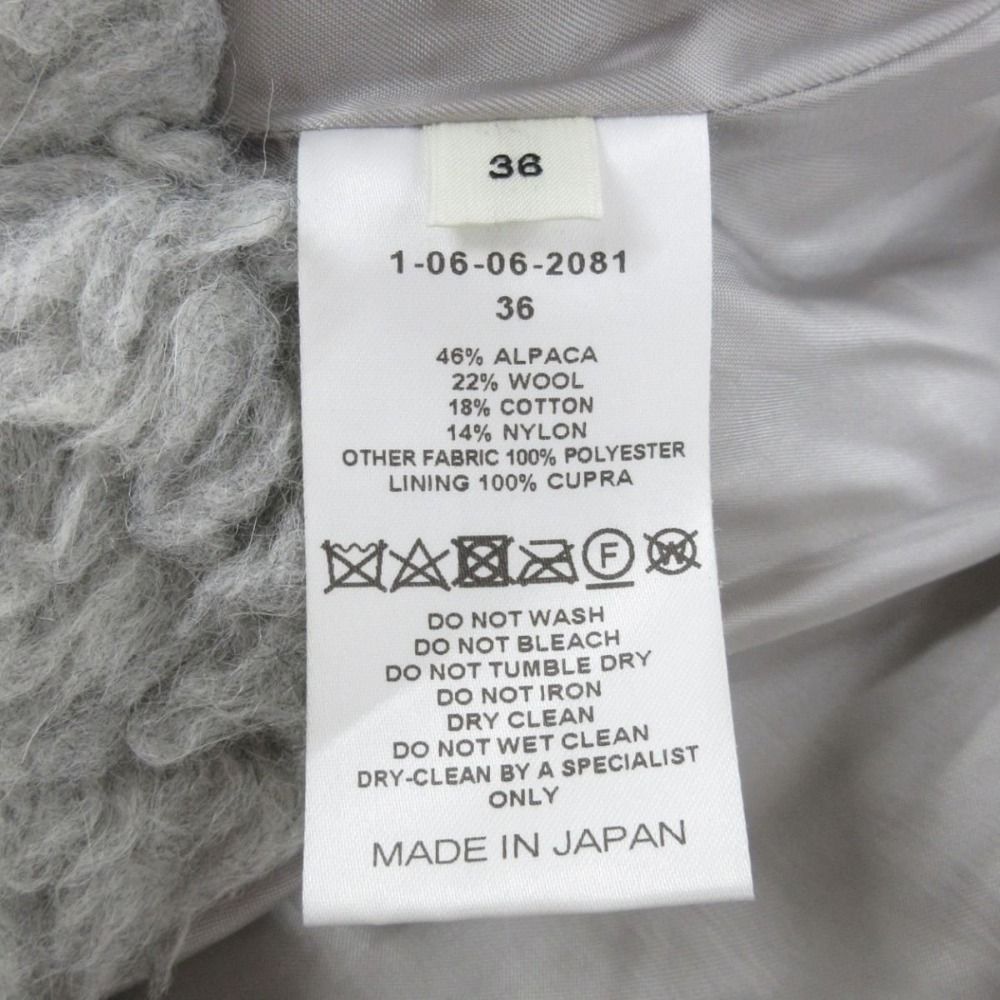 36
1-06-06-2081
36
46% ALPACA
22% WOOL
18% COTTON
14% NYLON
OTHER FABRIC 100% POLYESTER
LINING 100% CUPRA
F W
DO NOT WASH
DO NOT BLEACH
DO NOT TUMBLE DRY
DO NOT IRON
DRY CLEAN
DO NOT WET CLEAN
DRY-CLEAN BY A SPECIALIST
ONLY
MADE IN JAPAN